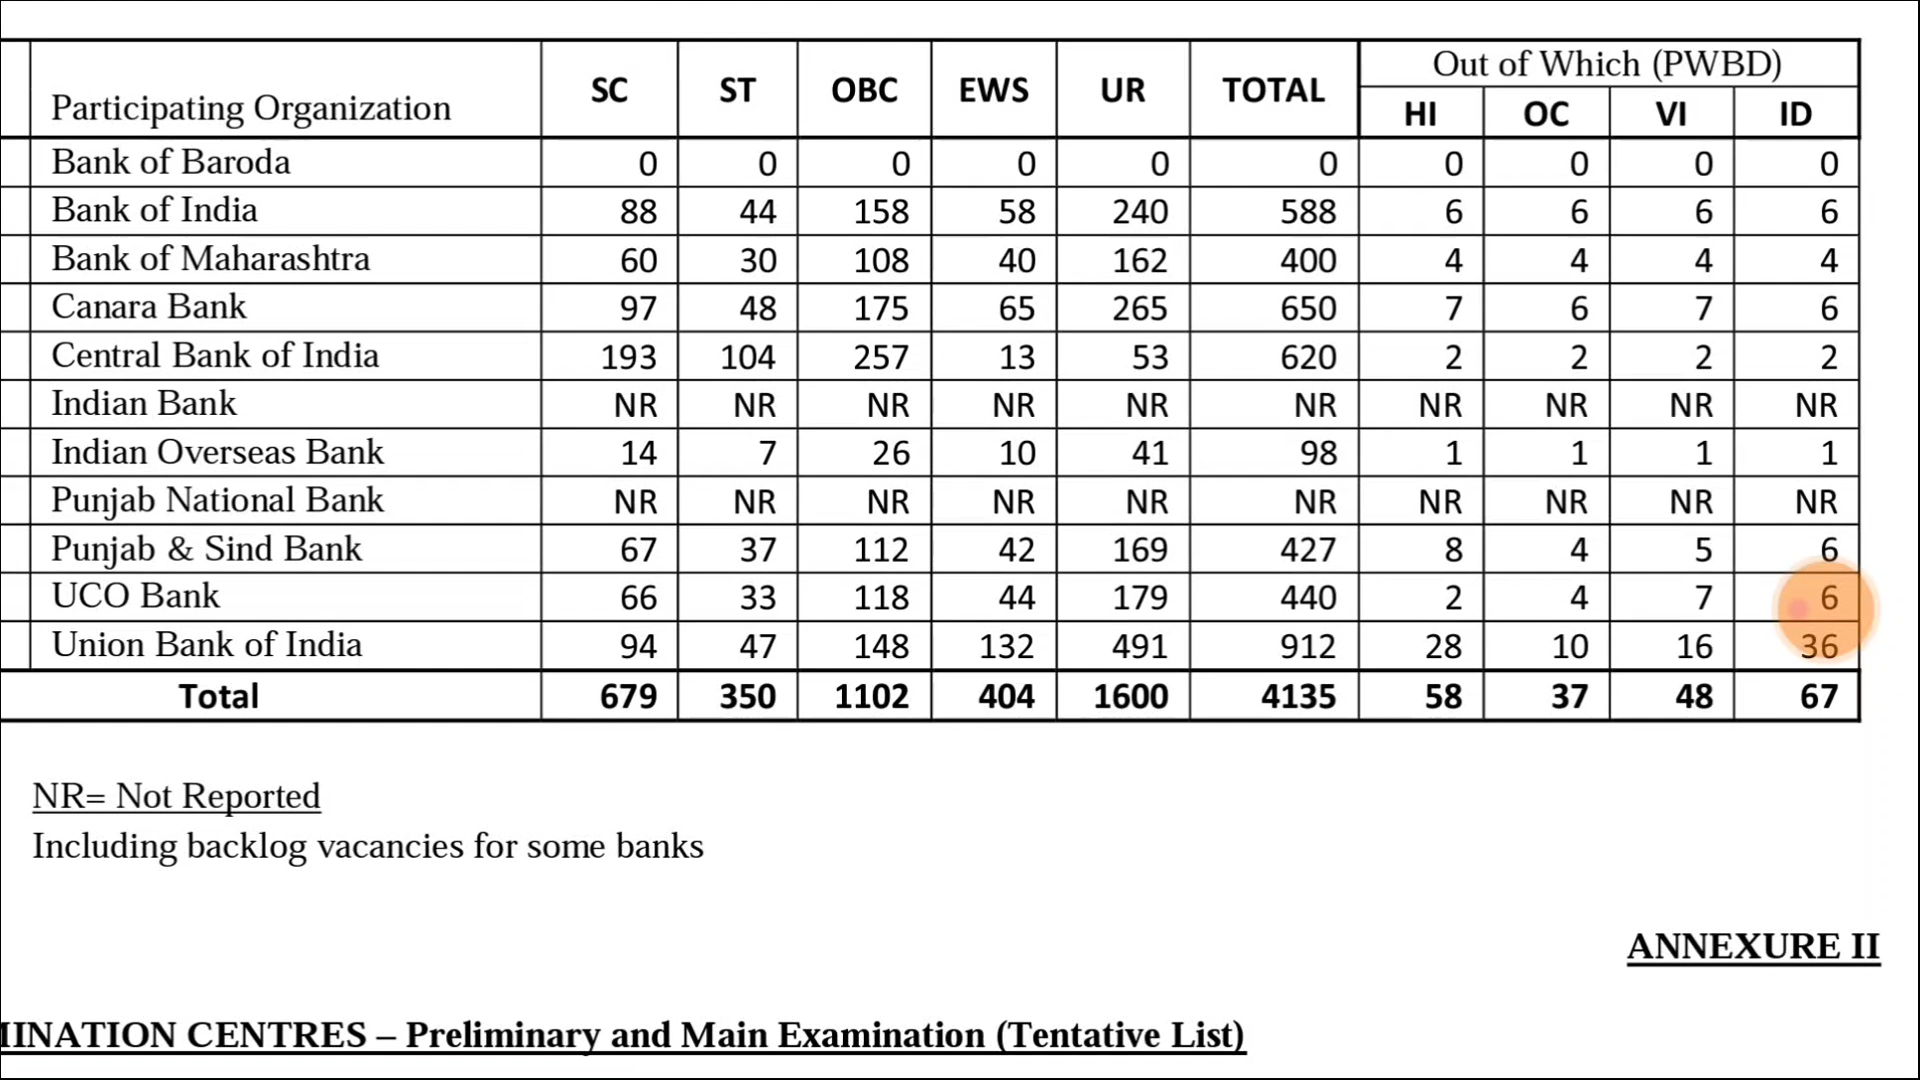 Participating Organization SC ST OBC EWS UR TOTAL Out of Which (PWBD)
HI OC VI ID
Bank of Baroda 0 0 0 0 0 0 0 0 0 0
Bank of India 88 44 158 58 240 588 6 6 6 6
Bank of Maharashtra 60 30 108 40 162 400 4 4 4 4
Canara Bank 97 48 175 65 265 650 7 6 7 6
Central Bank of India 193 104 257 13 53 620 2 2 2 2
Indian Bank NR NR NR NR NR NR NR NR NR NR
Indian Overseas Bank 14 7 26 10 41 98 1 1 1 1
Punjab National Bank NR NR NR NR NR NR NR NR NR NR
Punjab & Sind Bank 67 37 112 42 169 427 8 4 5 6
UCO Bank 66 33 118 44 179 440 2 4 7 6
Union Bank of India 94 47 148 132 491 912 28 10 16 36
Total 679 350 1102 404 1600 4135 58 37 48 67
NR= Not Reported
Including backlog vacancies for some banks
ANNEXURE II
MINATION CENTRES – Preliminary and Main Examination (Tentative List)